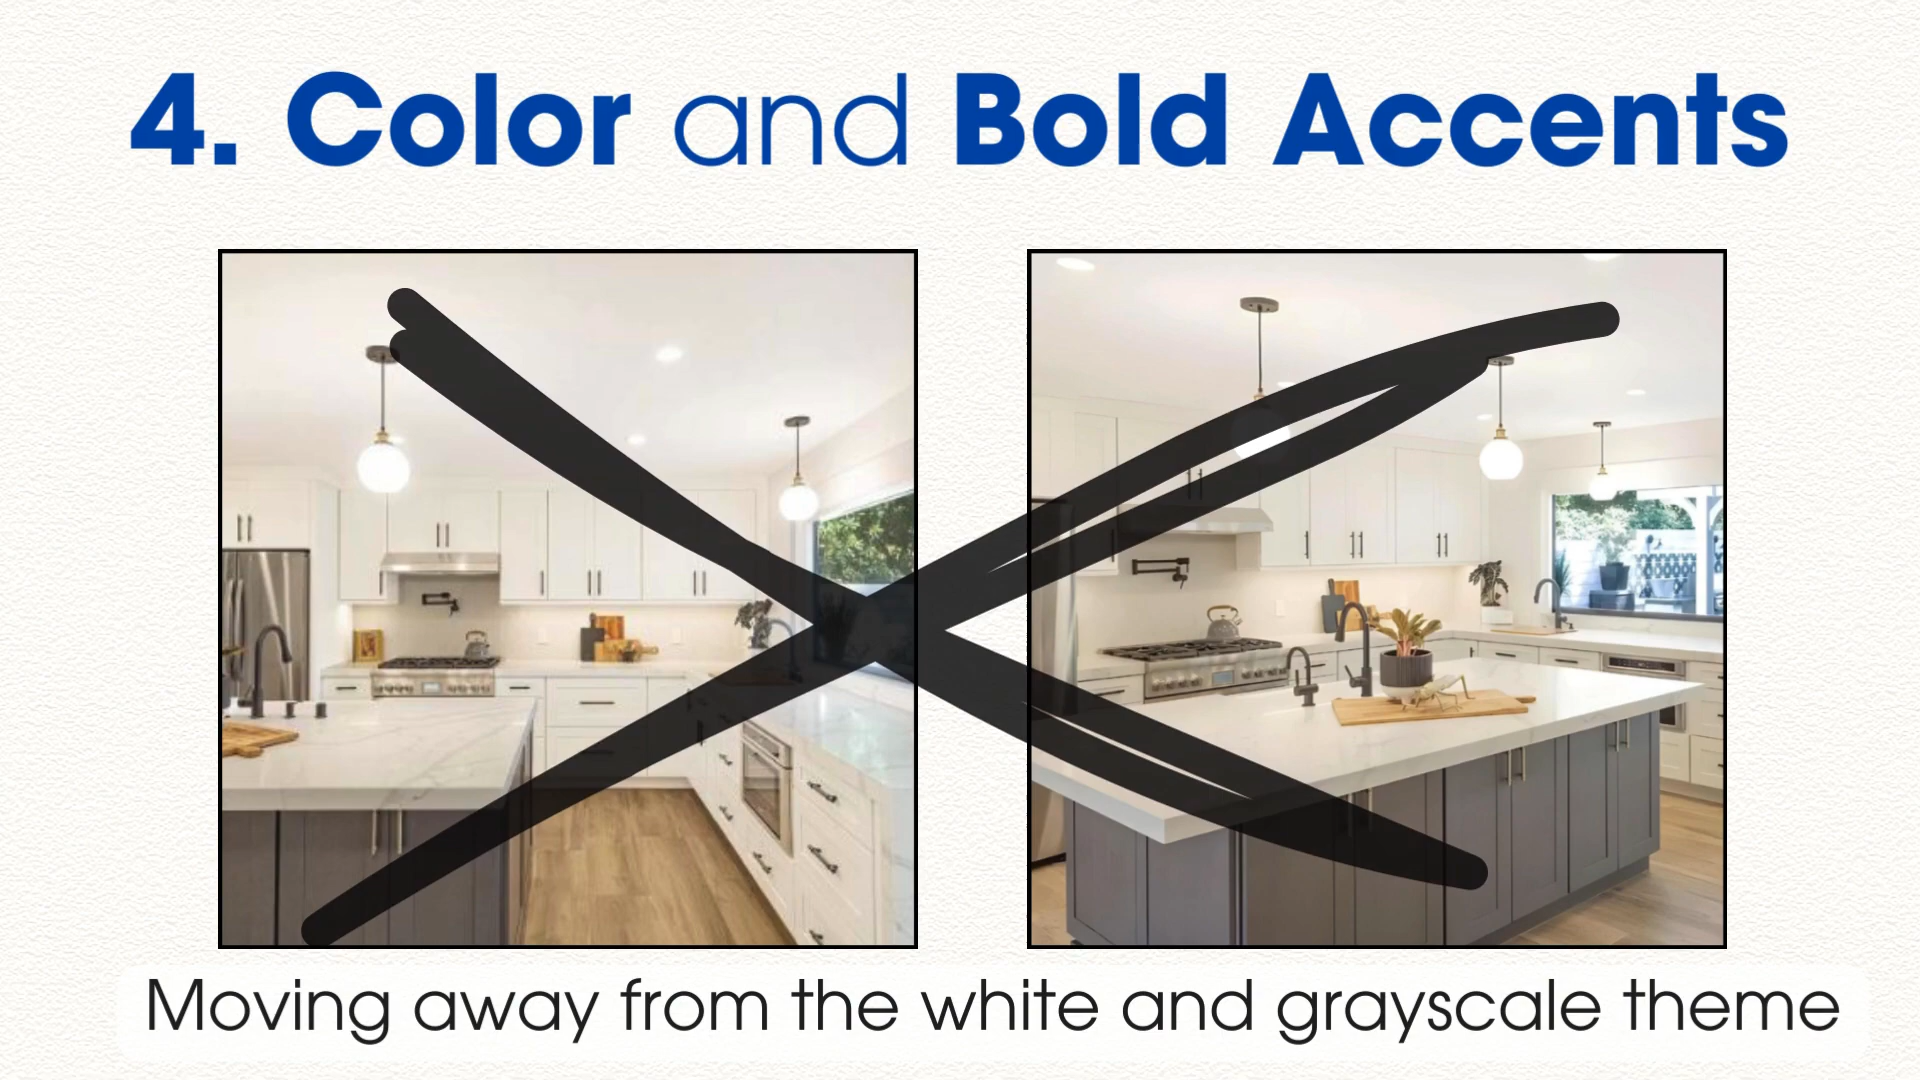 4. Color and Bold Accents
Moving away from the white and grayscale theme